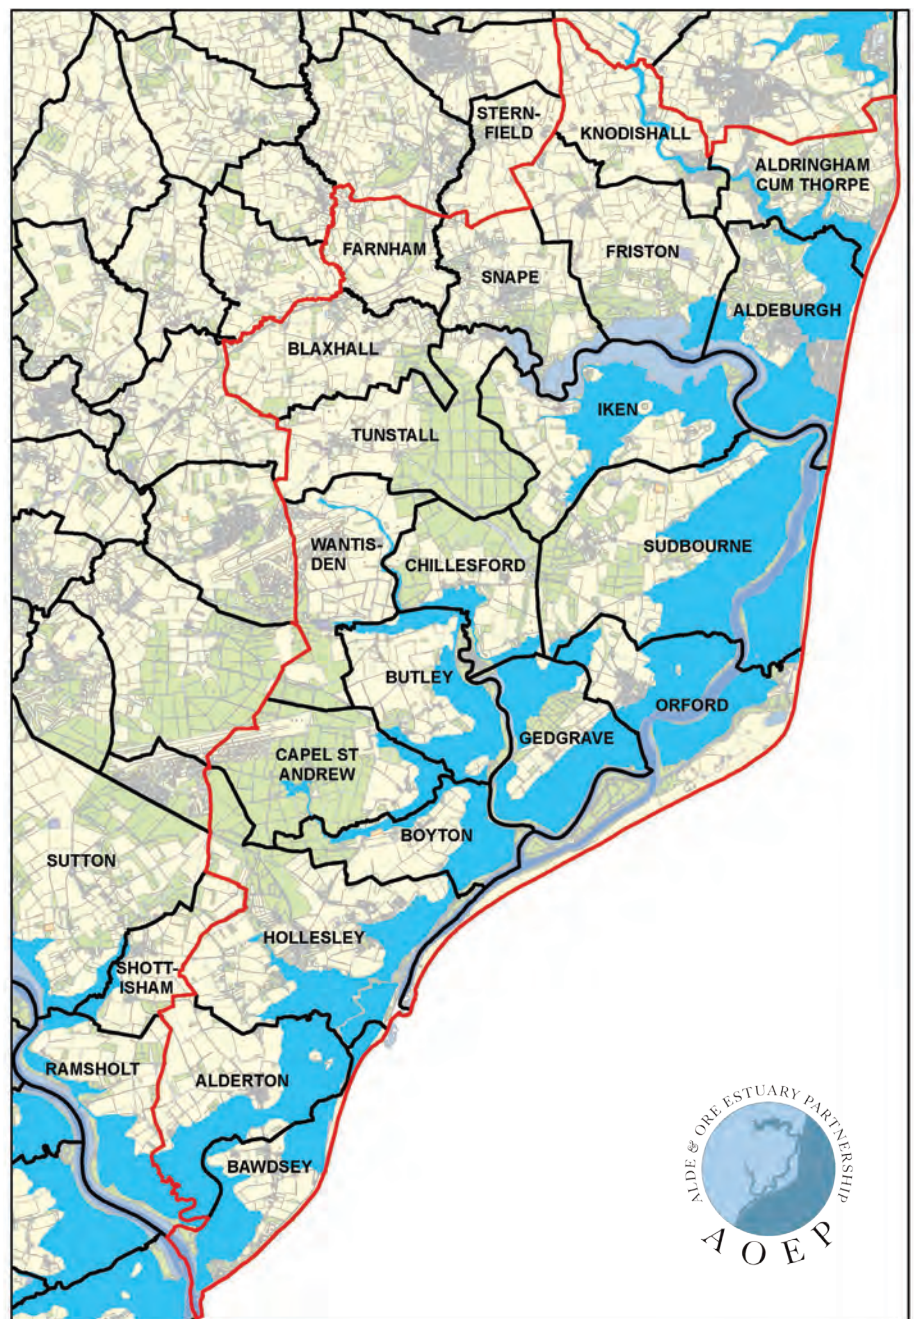 STERN-
FIELD
KNODISHALL
ALDRINGHAM
CUM THORPE
FARNHAM
SNAPE
FRISTON
ALDEBURGH
BLAXHALL
IKEN
TUNSTALL
WANTIS-
DEN
CHILLESFORD
SUDBOURNE
BUTLEY
ORFORD
GEDGRAVE
CAPEL ST
ANDREW
BOYTON
SUTTON
HOLLESLEY
SHOTT-
ISHAM
RAMSHOLT
ALDERTON
BAWDSEY
ALDE & ORE ESTUARY PARTNERSHIP
AOEP